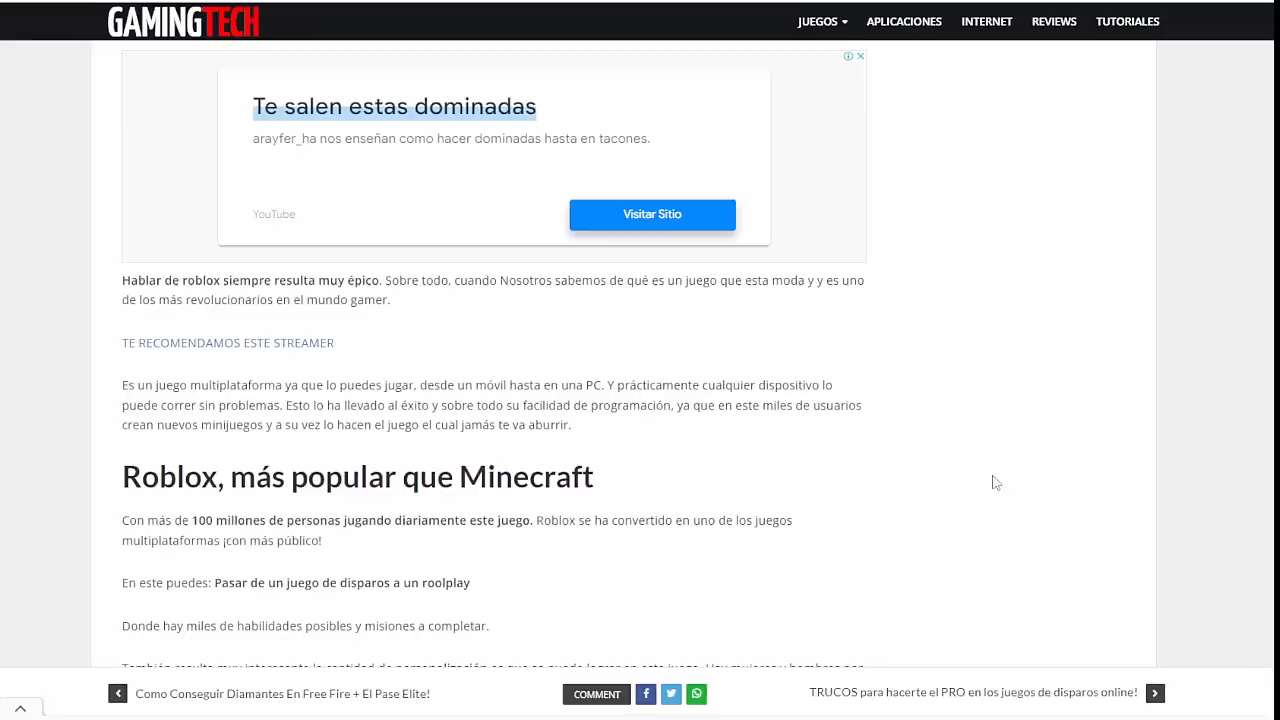 GAMINGTECH
JUEGOS
APLICACIONES
INTERNET
REVIEWS
TUTORIALES
Te salen estas dominadas
arayfer_ha nos enseñan como hacer dominadas hasta en tacones.
YouTube
Visitar Sitio
Hablar de roblox siempre resulta muy épico. Sobre todo, cuando Nosotros sabemos de qué es un juego que esta moda y y es uno
de los más revolucionarios en el mundo gamer.
TE RECOMENDAMOS ESTE STREAMER
Es un juego multiplataforma ya que lo puedes jugar, desde un móvil hasta en una PC. Y prácticamente cualquier dispositivo lo
puede correr sin problemas. Esto lo ha llevado al éxito y sobre todo su facilidad de programación, ya que en este miles de usuarios
crean nuevos minijuegos y a su vez lo hacen el juego el cual jamás te va aburrir.
Roblox, más popular que Minecraft
Con más de 100 millones de personas jugando diariamente este juego. Roblox se ha convertido en uno de los juegos
multiplataformas ¡con más público!
En este puedes: Pasar de un juego de disparos a un roolplay
Donde hay miles de habilidades posibles y misiones a completar.
Como Conseguir Diamantes En Free Fire + El Pase Elite!
COMMENT
TRUCOS para hacerte el PRO en los juegos de disparos online!